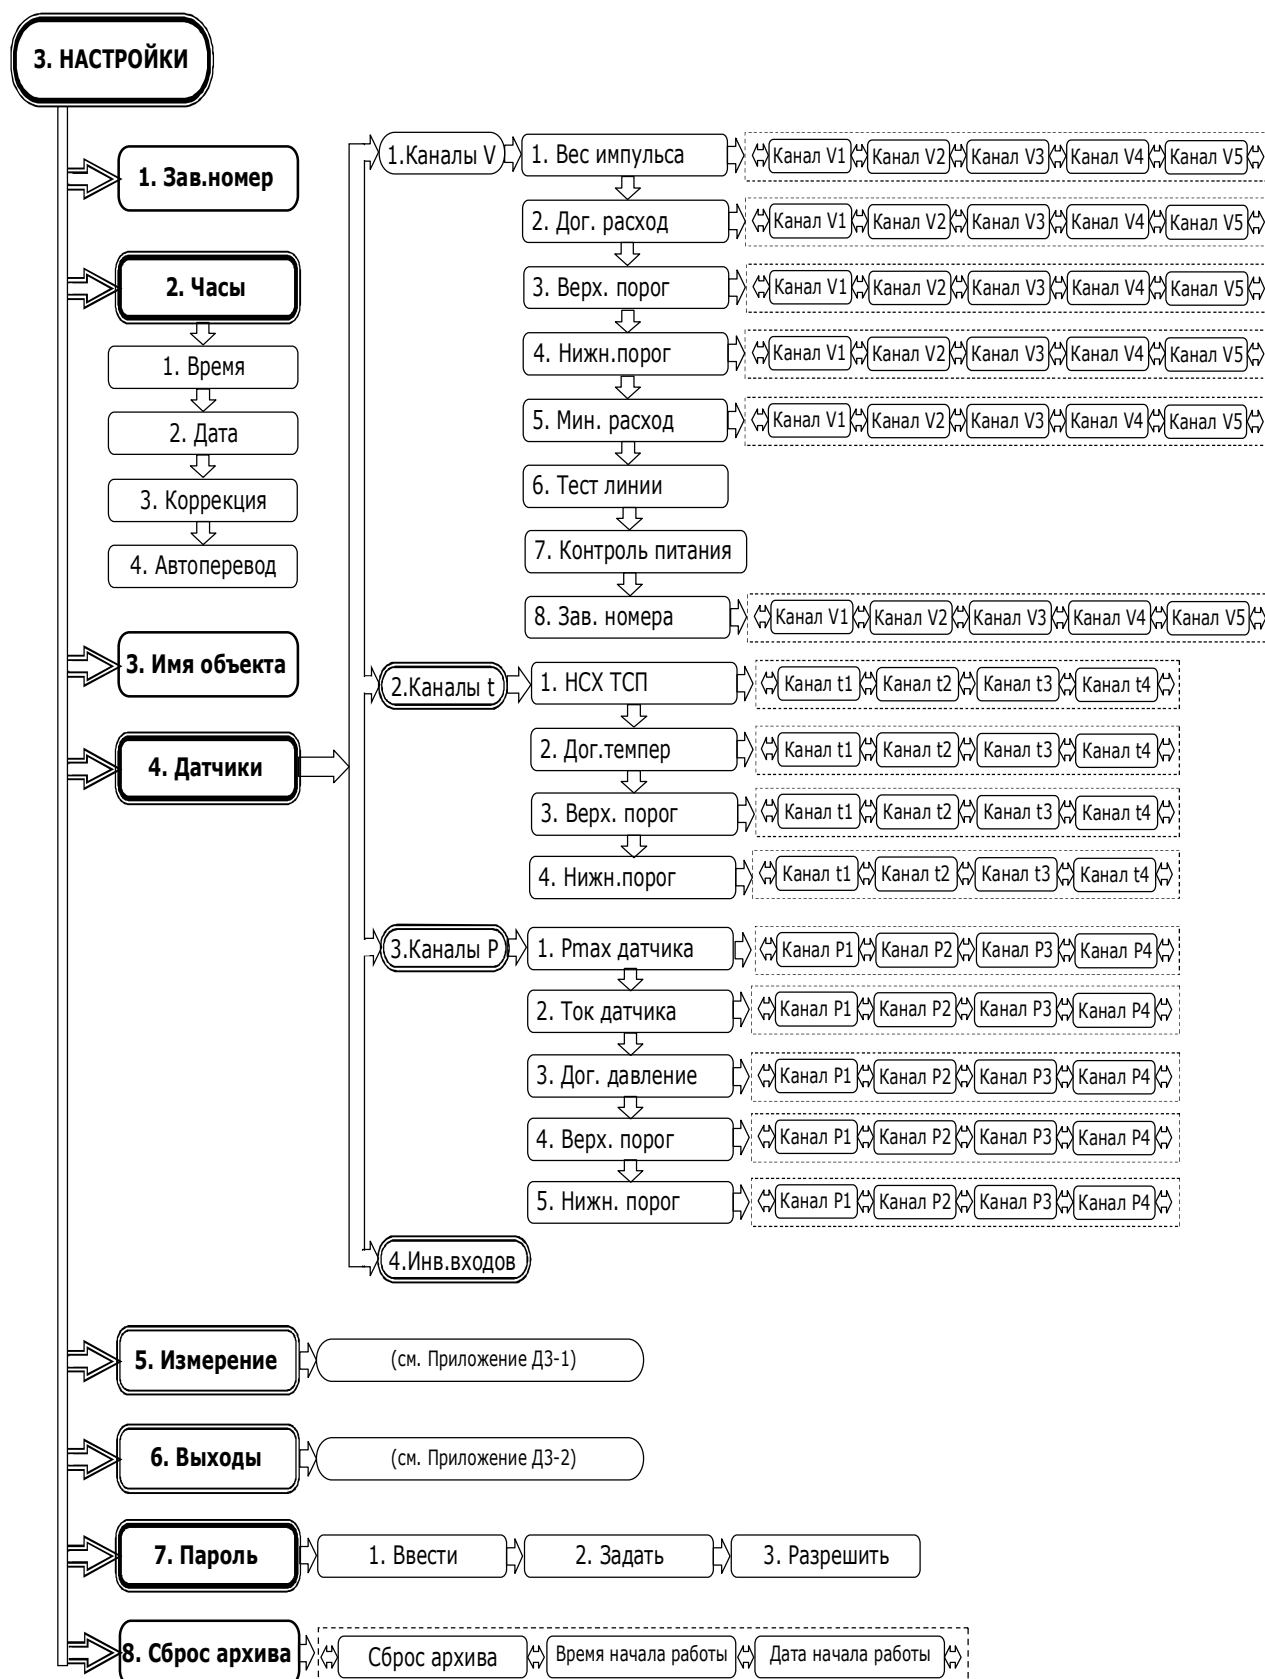 3. НАСТРОЙКИ
1. Зав.номер
2. Часы
1. Время
2. Дата
3. Коррекция
4. Автоперевод
3. Имя объекта
4. Датчики
1.Каналы V
1. Вес импульса
Канал V1 Канал V2 Канал V3 Канал V4 Канал V5
2. Дог. расход
Канал V1 Канал V2 Канал V3 Канал V4 Канал V5
3. Верх. порог
Канал V1 Канал V2 Канал V3 Канал V4 Канал V5
4. Нижн.порог
Канал V1 Канал V2 Канал V3 Канал V4 Канал V5
5. Мин. расход
Канал V1 Канал V2 Канал V3 Канал V4 Канал V5
6. Тест линии
7. Контроль питания
8. Зав. номера
Канал V1 Канал V2 Канал V3 Канал V4 Канал V5
2.Каналы t
1. НСХ ТСП
Канал t1 Канал t2 Канал t3 Канал t4
2. Дог.темпер
Канал t1 Канал t2 Канал t3 Канал t4
3. Верх. порог
Канал t1 Канал t2 Канал t3 Канал t4
4. Нижн.порог
Канал t1 Канал t2 Канал t3 Канал t4
3.Каналы P
1. Pmax датчика
Канал P1 Канал P2 Канал P3 Канал P4
2. Ток датчика
Канал P1 Канал P2 Канал P3 Канал P4
3. Дог. давление
Канал P1 Канал P2 Канал P3 Канал P4
4. Верх. порог
Канал P1 Канал P2 Канал P3 Канал P4
5. Нижн. порог
Канал P1 Канал P2 Канал P3 Канал P4
4.Инв.входов
5. Измерение
(см. Приложение Д3-1)
6. Выходы
(см. Приложение Д3-2)
7. Пароль
1. Ввести
2. Задать
3. Разрешить
8. Сброс архива
Сброс архива
Время начала работы
Дата начала работы